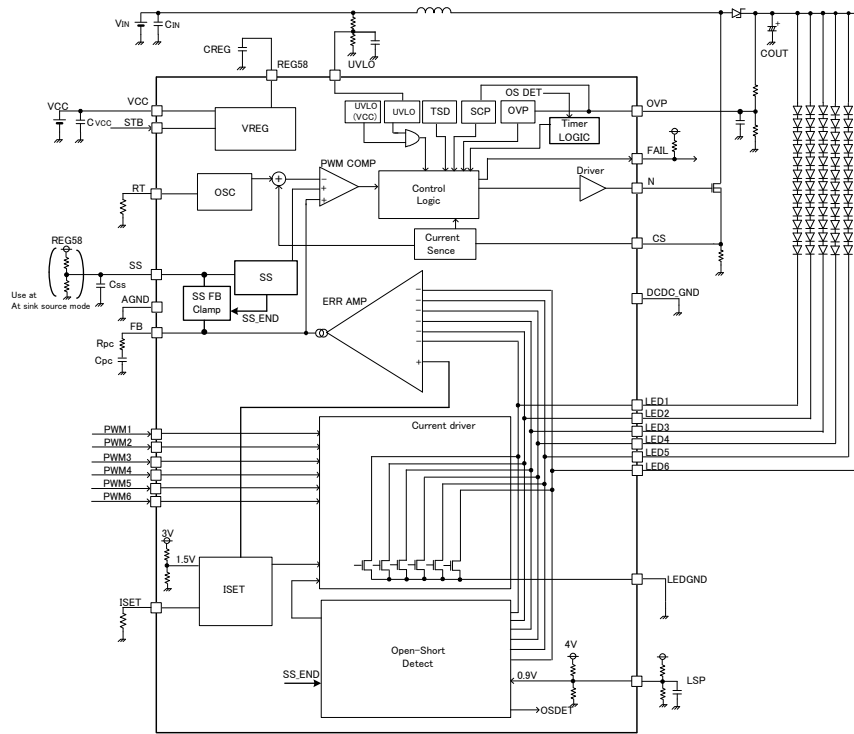 VIN
CIN
CREG
REG58
UVLO
COUT
VCC
VCC
CVCC
STB
VREG
UVLO
(VCC)
UVLO
TSD
SCP
OVP
OS DET
Timer
LOGIC
OVP
FAIL
RT
OSC
PWM COMP
Control
Logic
Driver
N
Current
Sence
CS
REG58
SS
Css
Use at
At sink source mode
SS
SS FB
Clamp
SS_END
ERR AMP
DCDC_GND
AGND
FB
Rpc
Cpc
LED1
LED2
LED3
LED4
LED5
LED6
Current driver
PWM1
PWM2
PWM3
PWM4
PWM5
PWM6
3V
1.5V
ISET
ISET
LEDGND
Open-Short
Detect
SS_END
4V
0.9V
LSP
OSDET